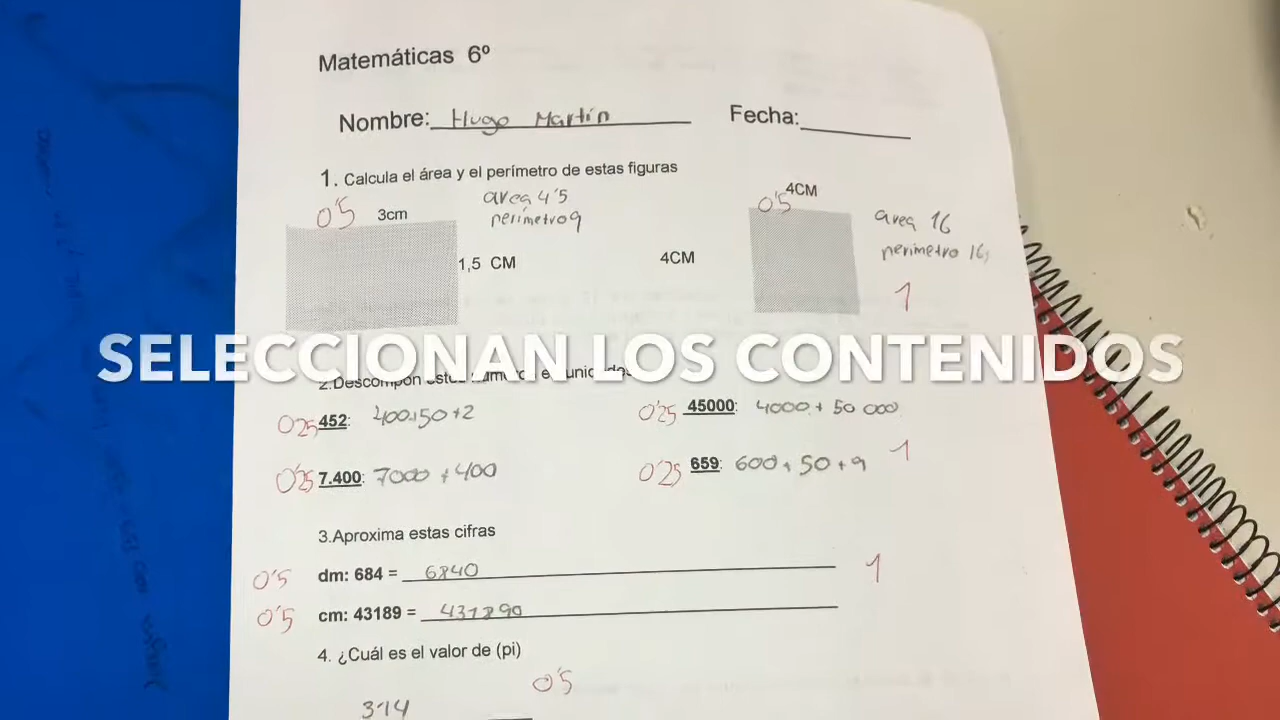 Matemáticas 6º
Nombre: Hugo Martín Fecha:
1. Calcula el área y el perímetro de estas figuras
0'5 3cm
area 4'5
perímetro 9
1,5 CM
4CM
0'5 4CM
area 16
perimetro 16
1
SELECCIONAN LOS CONTENIDOS
2.Descompón
0'25 452: 400+50+2
0'25 45000: 4000 + 50 000
0'25 7.400: 7000 + 400
0'25 659: 600 + 50 + 9
1
3.Aproxima estas cifras
0'5 dm: 684 = 6840
1
0'5 cm: 43189 = 431890
4. ¿Cuál es el valor de (pi)
0'5
3'14